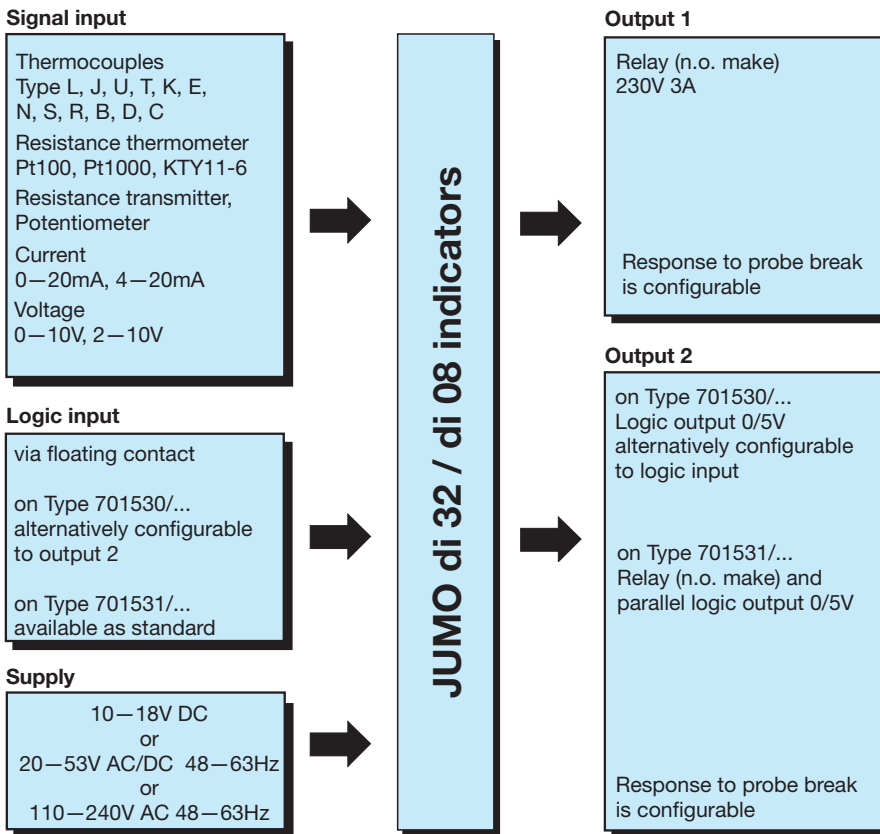 Signal input
Thermocouples
Type L, J, U, T, K, E,
N, S, R, B, D, C
Resistance thermometer
Pt100, Pt1000, KTY11-6
Resistance transmitter,
Potentiometer
Current
0—20mA, 4—20mA
Voltage
0—10V, 2—10V
Logic input
via floating contact
on Type 701530/...
alternatively configurable
to output 2
on Type 701531/...
available as standard
Supply
10—18V DC
or
20—53V AC/DC 48—63Hz
or
110—240V AC 48—63Hz
JUMO di 32 / di 08 indicators
Output 1
Relay (n.o. make)
230V 3A
Response to probe break
is configurable
Output 2
on Type 701530/...
Logic output 0/5V
alternatively configurable
to logic input
on Type 701531/...
Relay (n.o. make) and
parallel logic output 0/5V
Response to probe break
is configurable